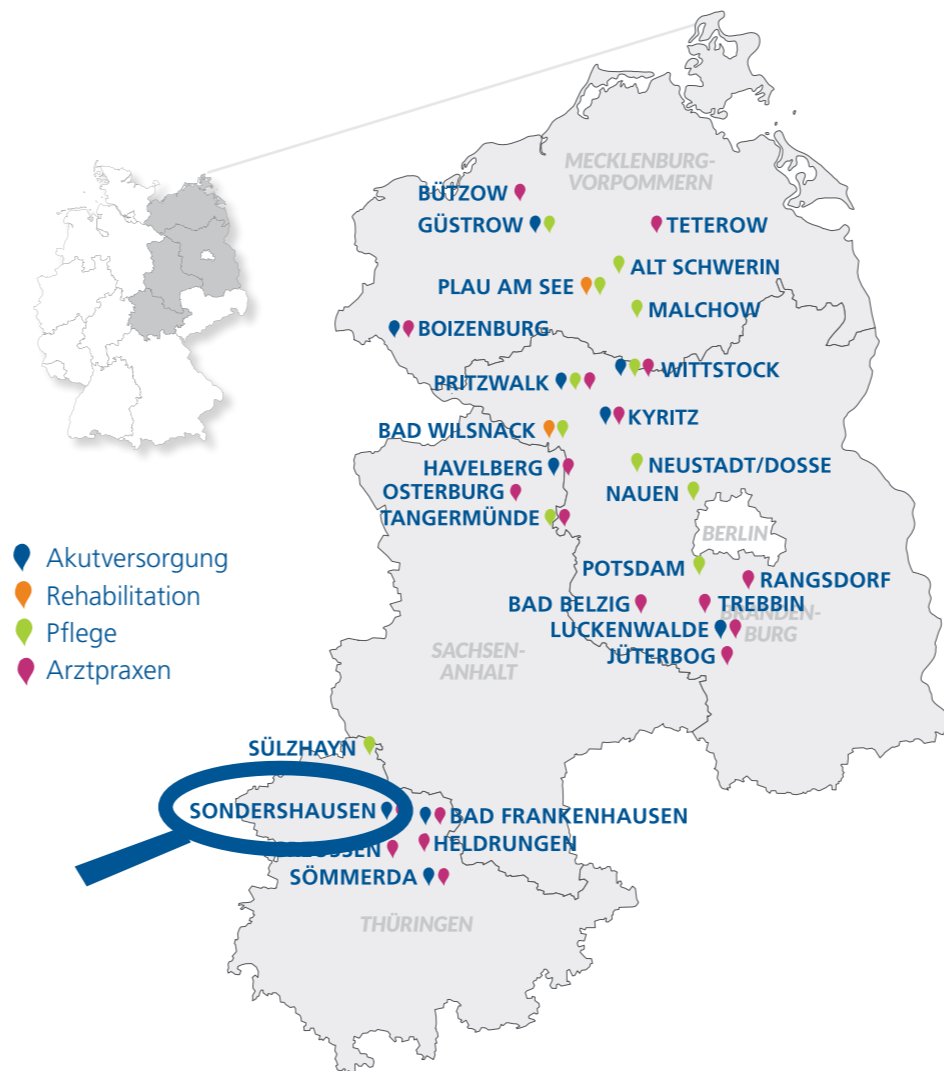 MECKLENBURG-
VORPOMMERN
BÜTZOW
GÜSTROW
TETEROW
ALT SCHWERIN
PLAU AM SEE
MALCHOW
BOIZENBURG
WITTSTOCK
PRITZWALK
KYRITZ
BAD WILSNACK
HAVELBERG
NEUSTADT/DOSSE
OSTERBURG
NAUEN
TANGERMÜNDE
BERLIN
Akutversorgung
Rehabilitation
Pflege
Arztpraxen
POTSDAM
RANGSDORF
BAD BELZIG
TREBBIN
BRANDEN-
BURG
LUCKENWALDE
JÜTERBOG
SACHSEN-
ANHALT
SÜLZHAYN
SONDERSHAUSEN
BAD FRANKENHAUSEN
HELDRUNGEN
SÖMMERDA
THÜRINGEN